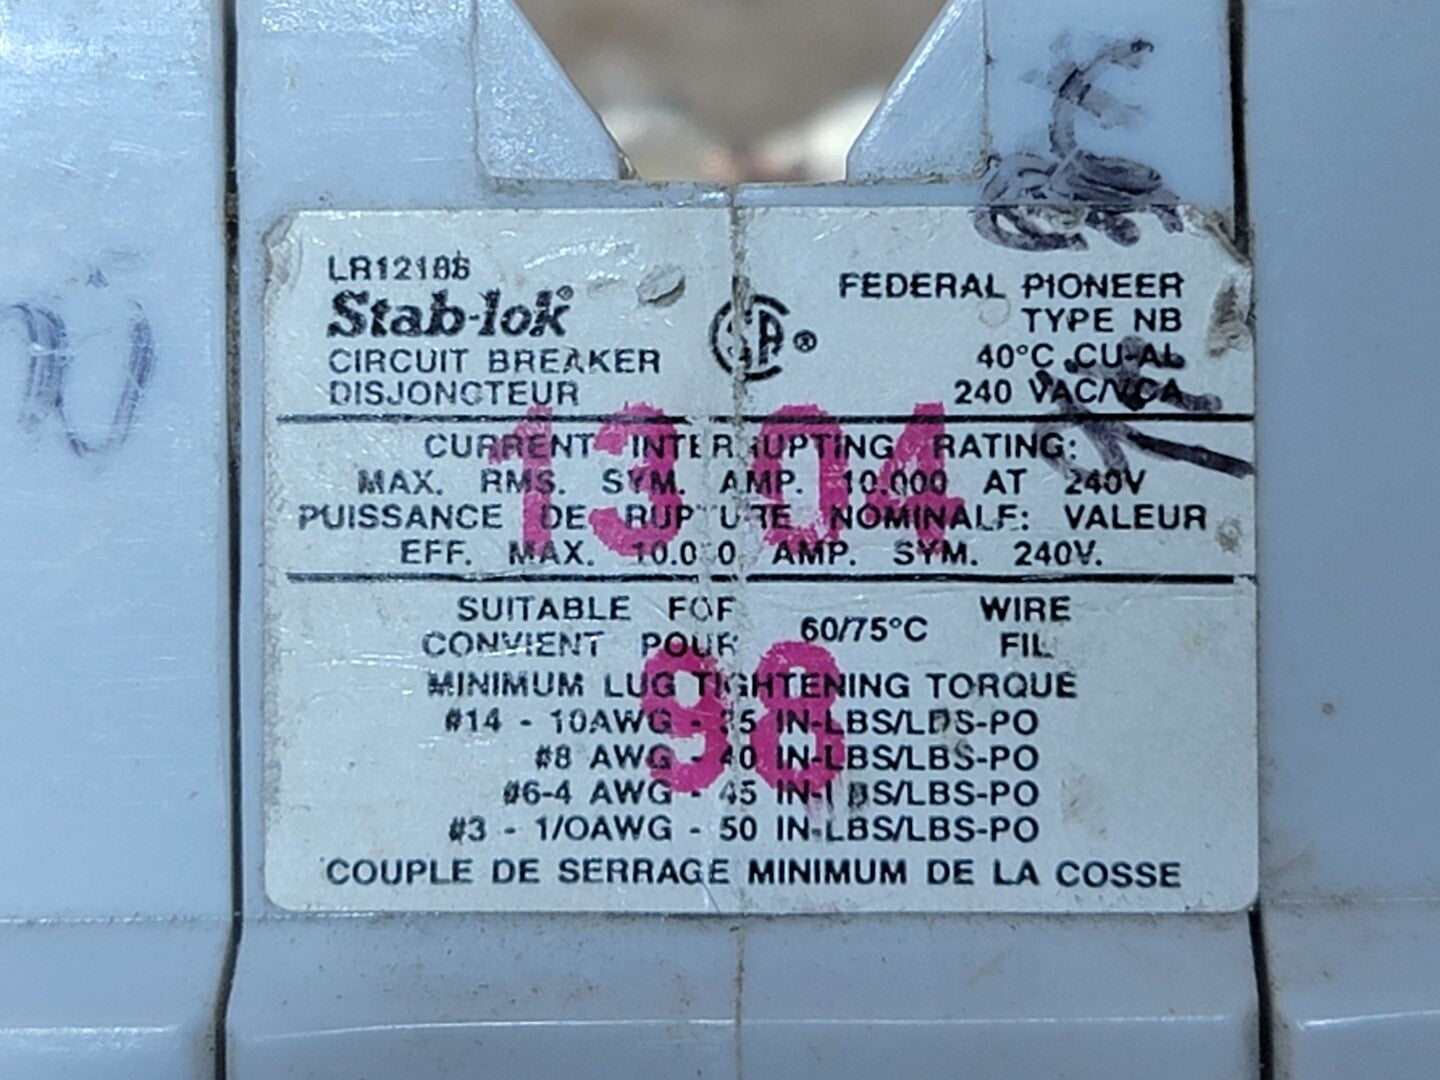 LR12186
Stab-lok®
CIRCUIT BREAKER
DISJONCTEUR
SA®
FEDERAL PIONEER
TYPE NB
40°C CU-AL
240 VAC/VCA
CURRENT INTERRUPTING RATING:
MAX. RMS. SYM. AMP. 10.000 AT 240V
PUISSANCE DE RUPTURE NOMINALE: VALEUR
EFF. MAX. 10.000 AMP. SYM. 240V.
13 04
SUITABLE FOR 60/75°C WIRE
CONVIENT POUR FIL
98
MINIMUM LUG TIGHTENING TORQUE
#14 - 10AWG - 35 IN-LBS/LBS-PO
#8 AWG - 40 IN-LBS/LBS-PO
#6-4 AWG - 45 IN-LBS/LBS-PO
#3 - 1/0AWG - 50 IN-LBS/LBS-PO
COUPLE DE SERRAGE MINIMUM DE LA COSSE